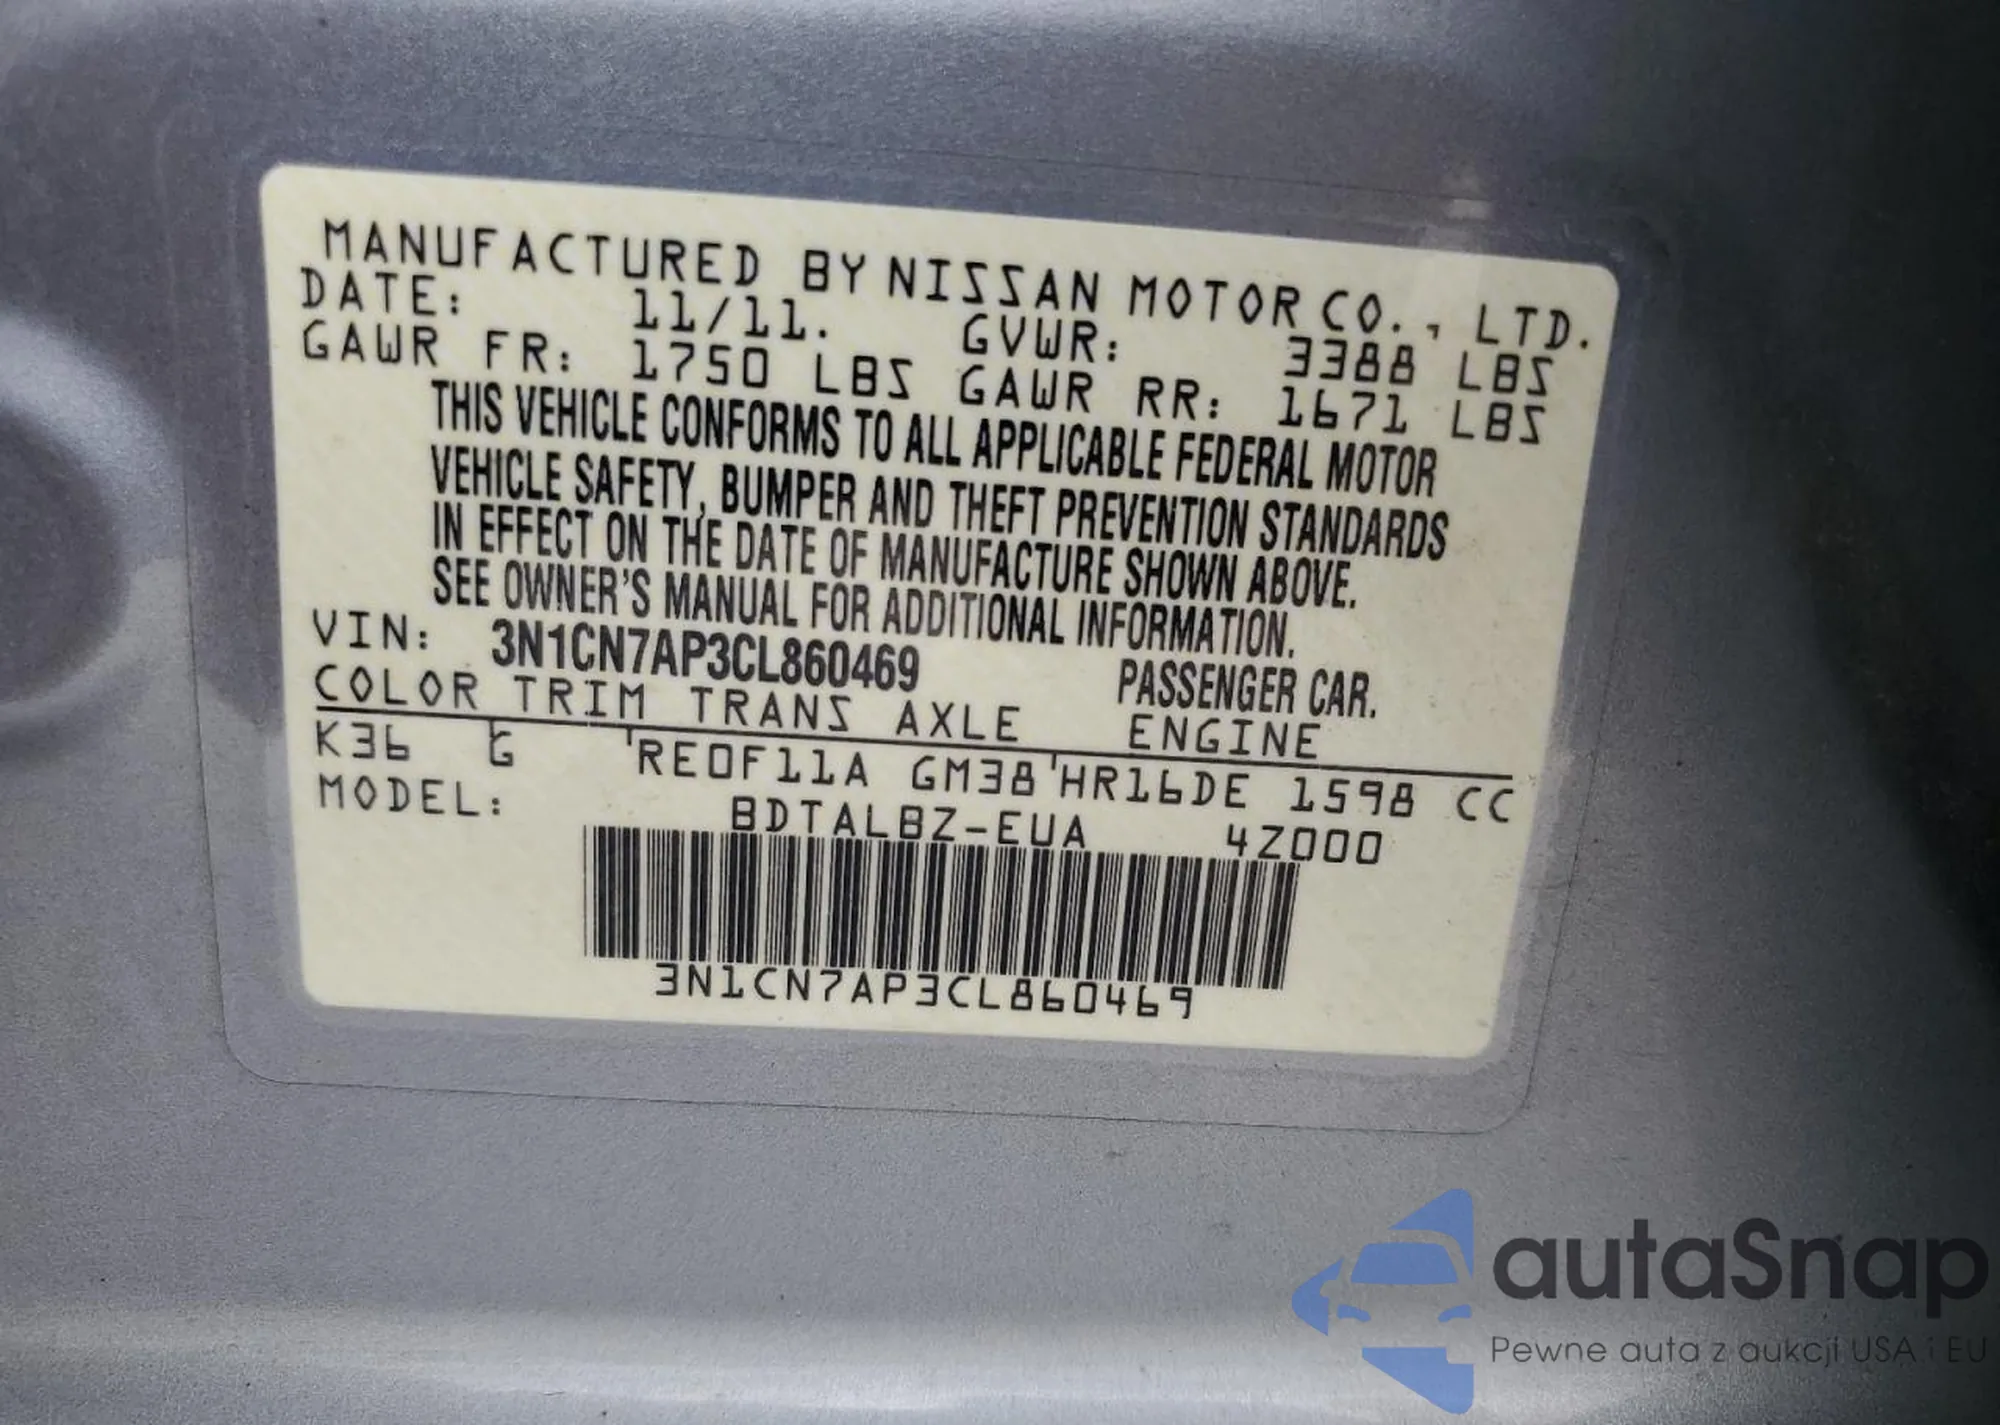 MANUFACTURED BY NISSAN MOTOR CO., LTD.
DATE: 11/11. GVWR: 3388 LBS
GAWR FR: 1750 LBS GAWR RR: 1671 LBS
THIS VEHICLE CONFORMS TO ALL APPLICABLE FEDERAL MOTOR
VEHICLE SAFETY, BUMPER AND THEFT PREVENTION STANDARDS
IN EFFECT ON THE DATE OF MANUFACTURE SHOWN ABOVE.
SEE OWNER'S MANUAL FOR ADDITIONAL INFORMATION.
VIN: 3N1CN7AP3CL860469 PASSENGER CAR.
COLOR TRIM TRANS AXLE ENGINE
K36 G RE0F11A GM38 HR16DE 1598 CC
MODEL: BDTALBZ-EUA 4Z000
3N1CN7AP3CL860469
autaSnap
Pewne auta z aukcji USA i EU